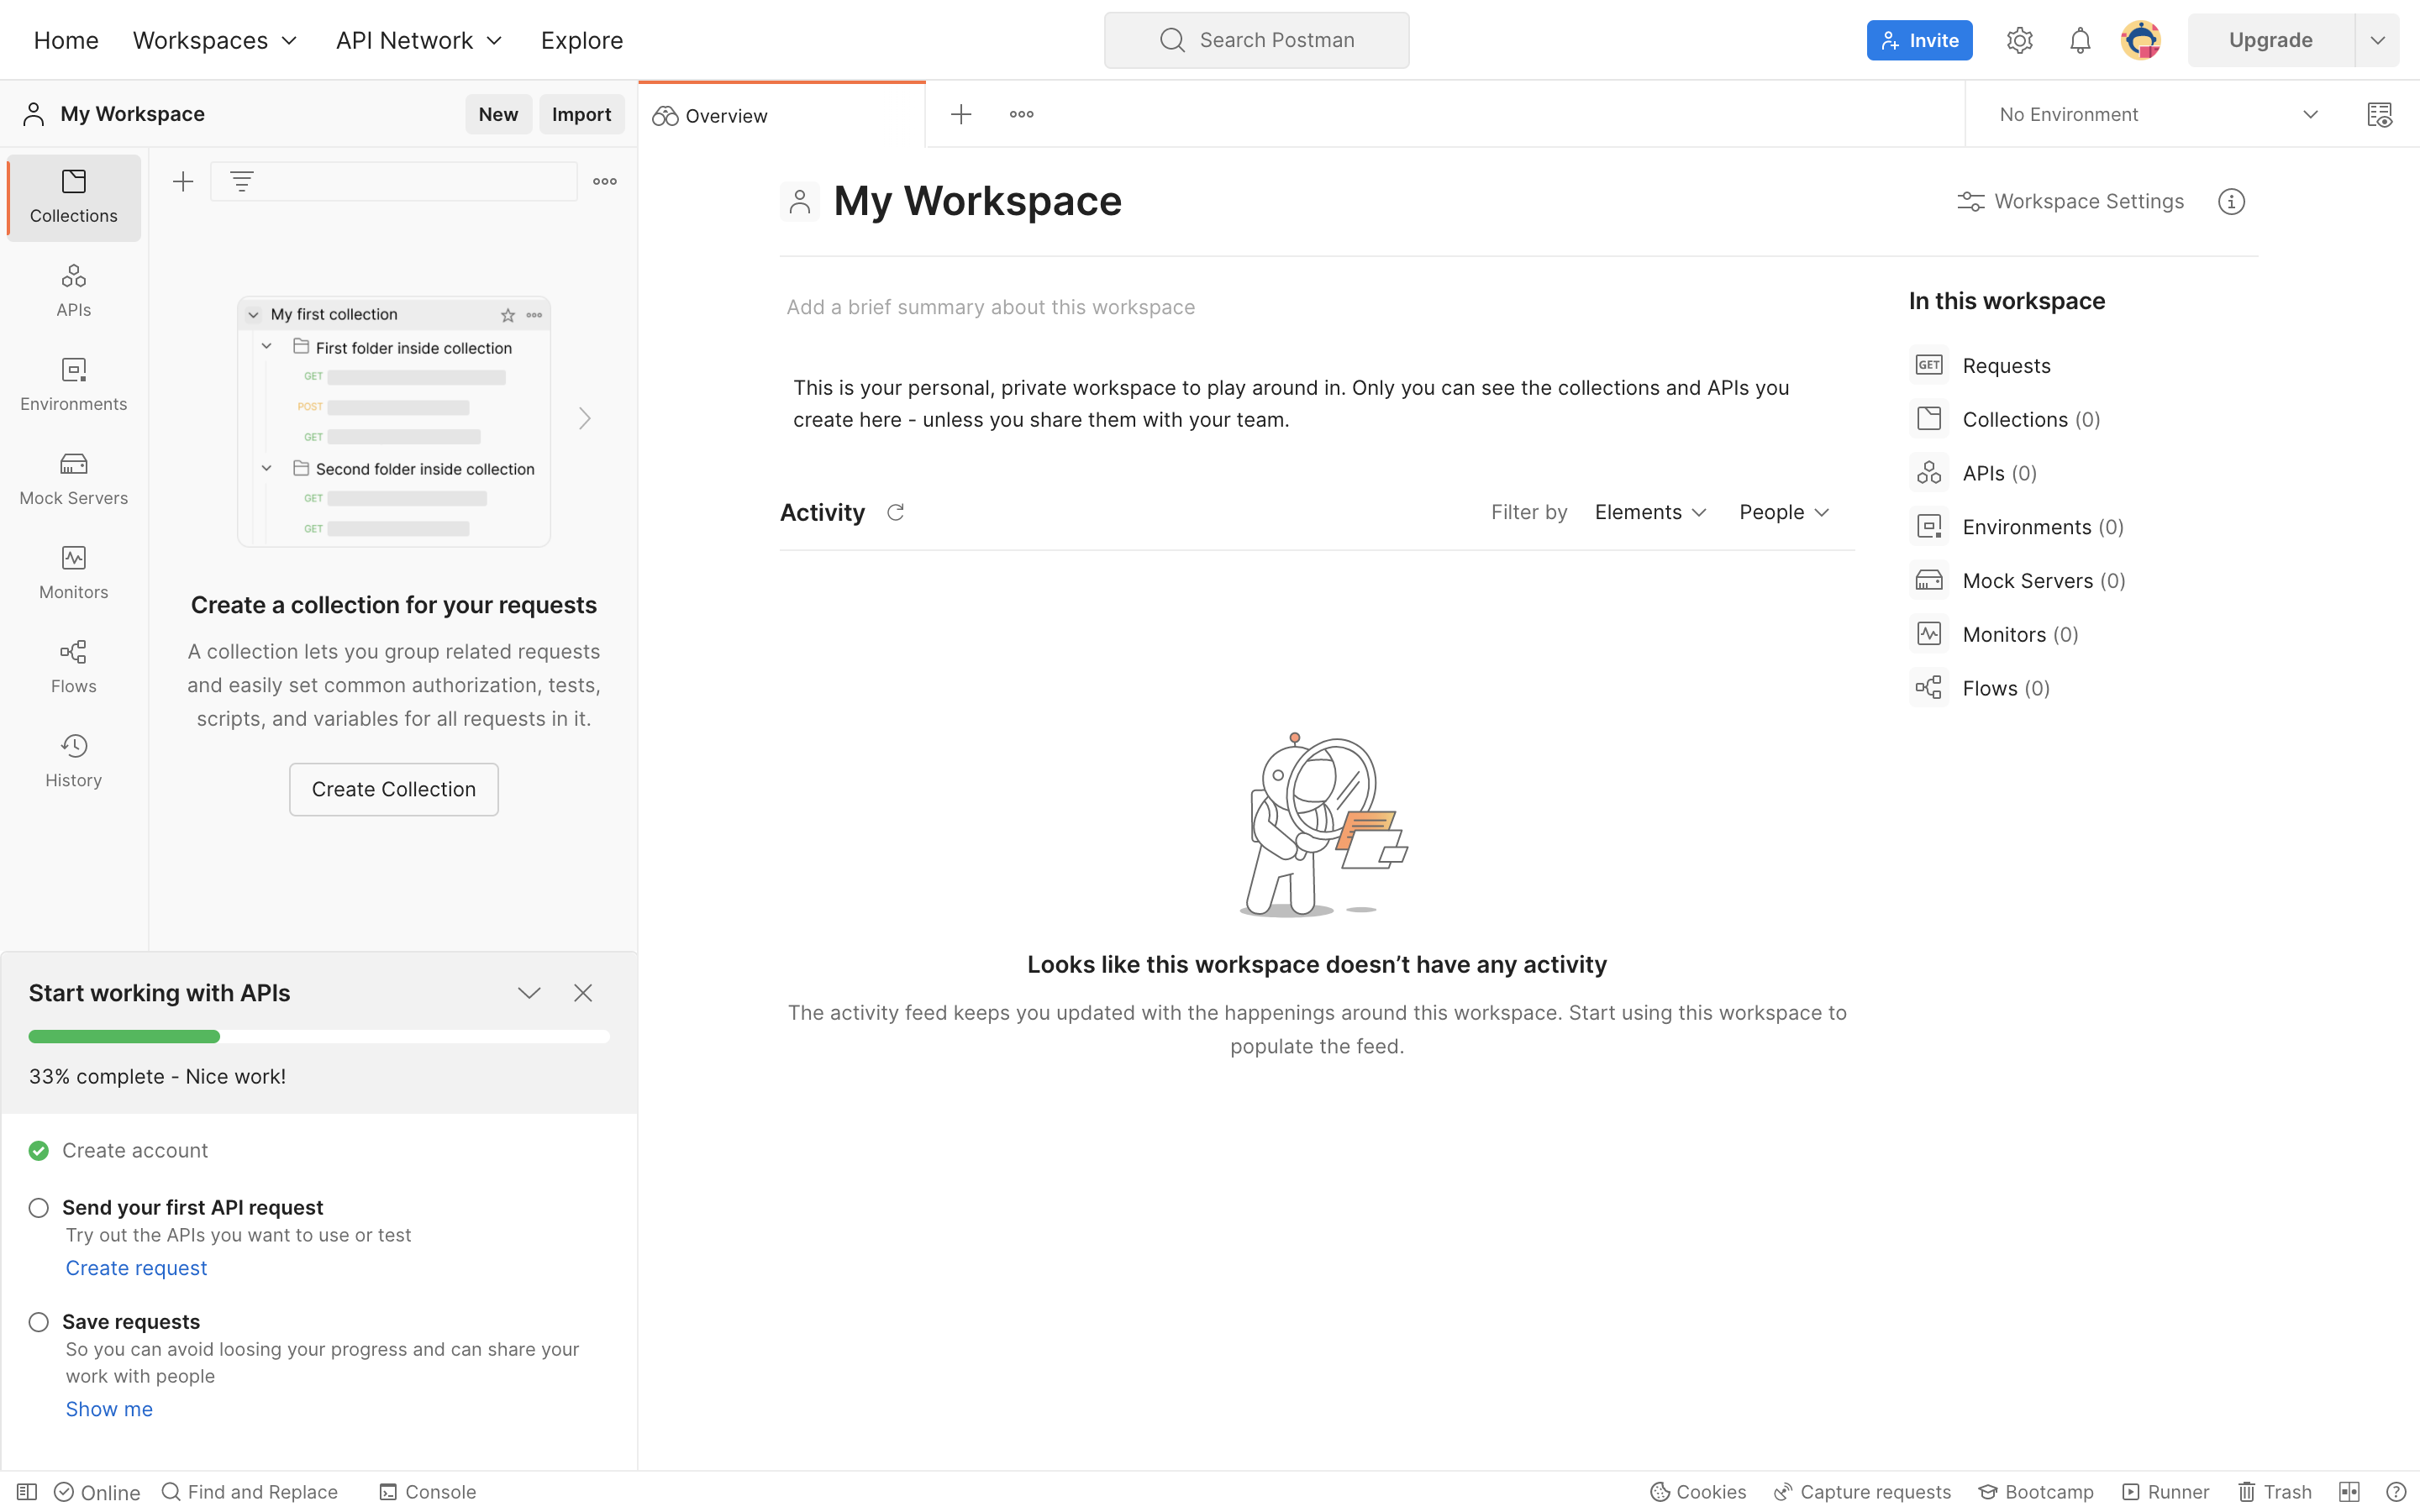 Home
Workspaces
API Network
Explore
Search Postman
Invite
Upgrade
My Workspace
New
Import
Overview
No Environment
Collections
APIs
Environments
Mock Servers
Monitors
Flows
History
My first collection
First folder inside collection
GET
POST
GET
Second folder inside collection
GET
GET
Create a collection for your requests
A collection lets you group related requests
and easily set common authorization, tests,
scripts, and variables for all requests in it.
Create Collection
Start working with APIs
33% complete - Nice work!
Create account
Send your first API request
Try out the APIs you want to use or test
Create request
Save requests
So you can avoid loosing your progress and can share your
work with people
Show me
My Workspace
Workspace Settings
Add a brief summary about this workspace
This is your personal, private workspace to play around in. Only you can see the collections and APIs you
create here - unless you share them with your team.
Activity
Filter by
Elements
People
Looks like this workspace doesn’t have any activity
The activity feed keeps you updated with the happenings around this workspace. Start using this workspace to
populate the feed.
In this workspace
GET Requests
Collections (0)
APIs (0)
Environments (0)
Mock Servers (0)
Monitors (0)
Flows (0)
Online
Find and Replace
Console
Cookies
Capture requests
Bootcamp
Runner
Trash